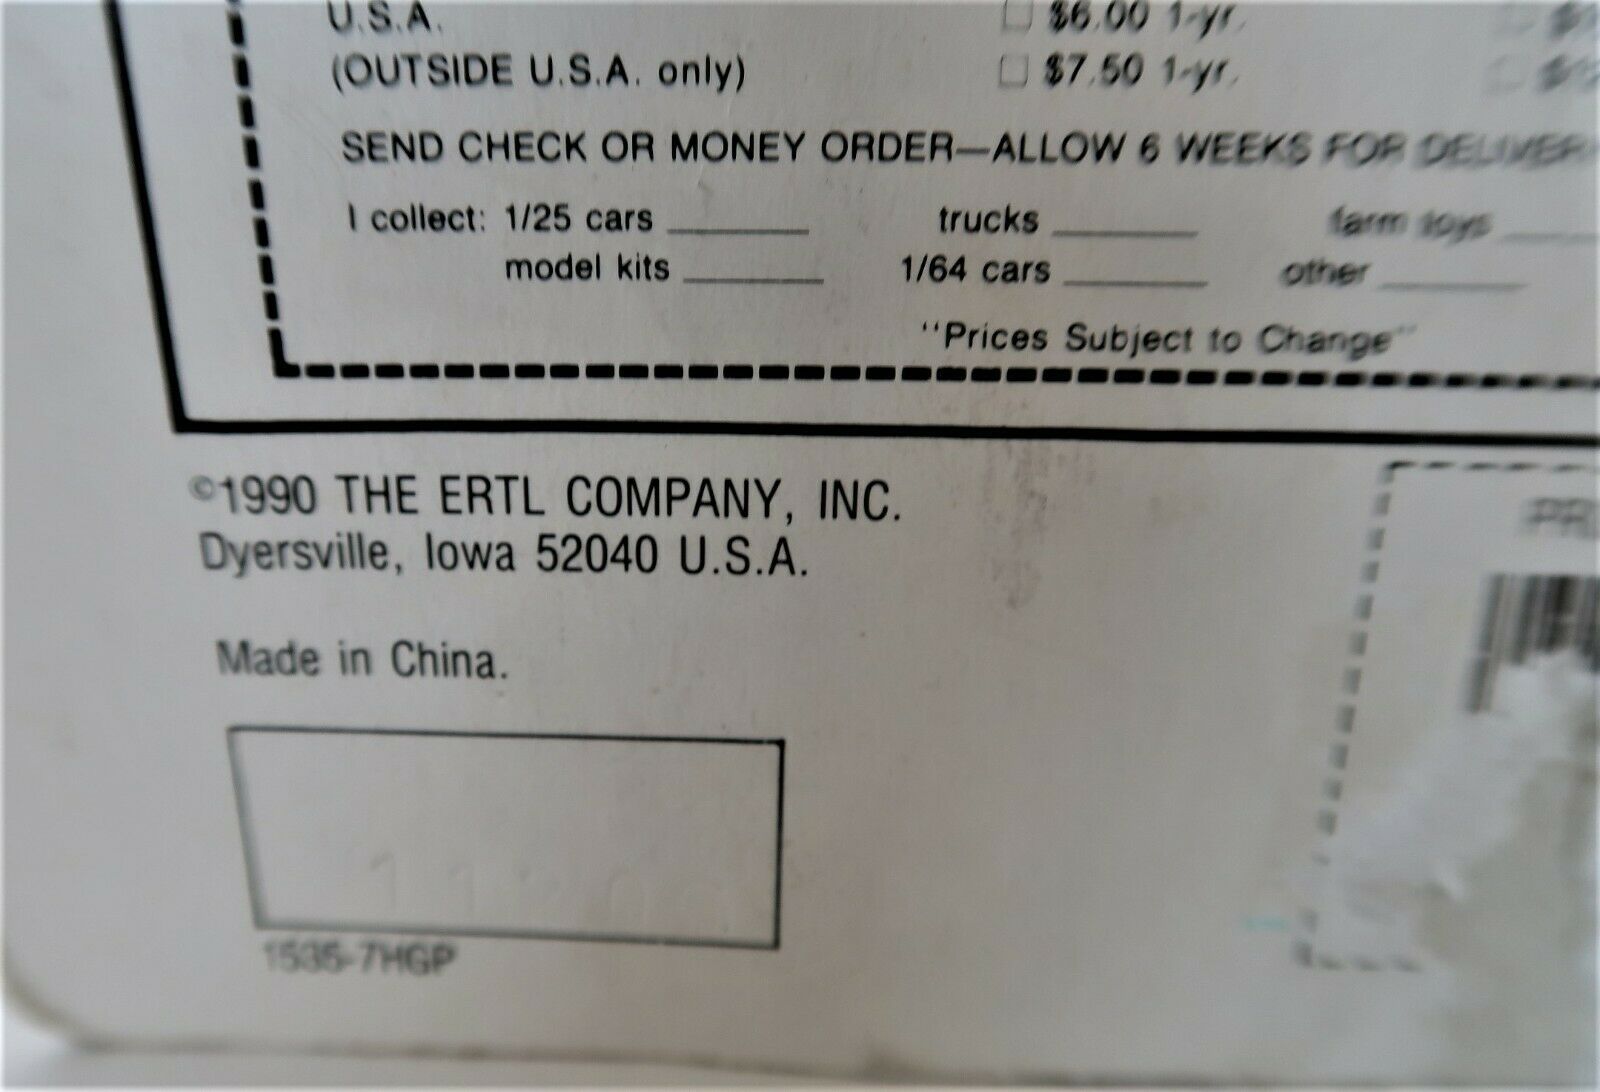 U.S.A. $6.00 1-yr.
(OUTSIDE U.S.A. only) $7.50 1-yr.
SEND CHECK OR MONEY ORDER—ALLOW 6 WEEKS FOR DELIVER
I collect: 1/25 cars trucks farm toys
model kits 1/64 cars other
"Prices Subject to Change"
©1990 THE ERTL COMPANY, INC.
Dyersville, Iowa 52040 U.S.A.
Made in China.
1535-7HGP